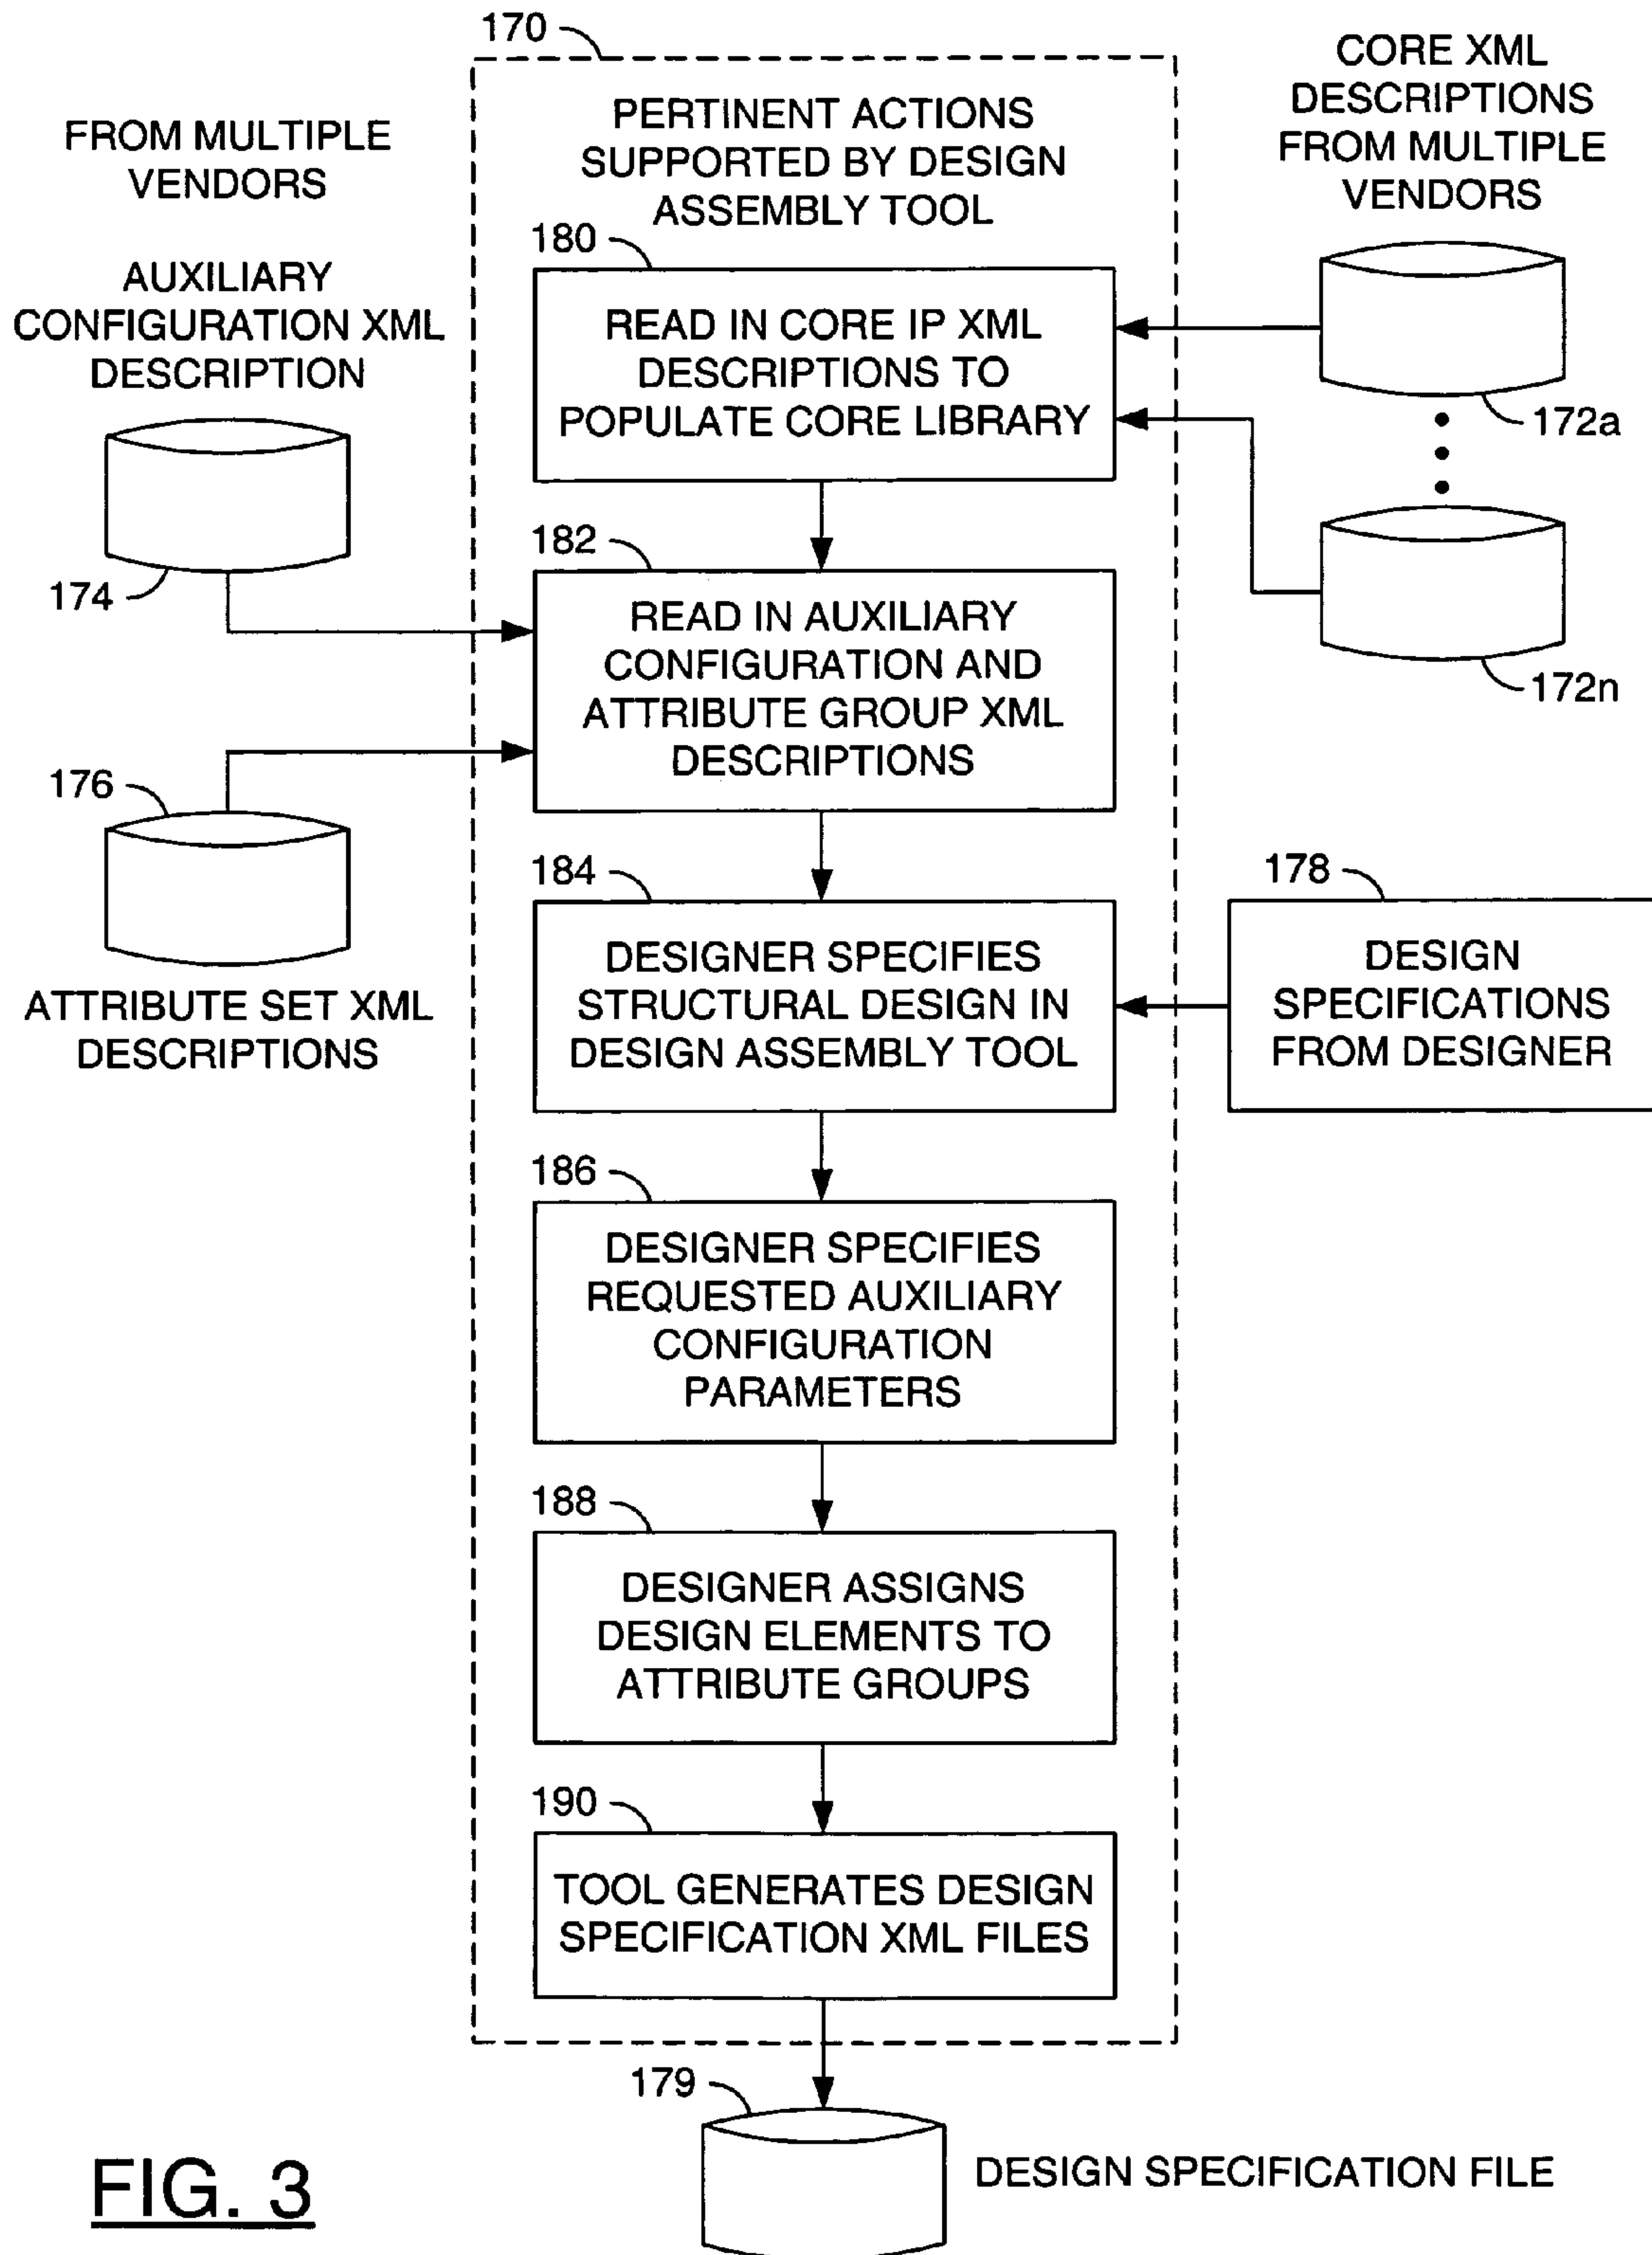 170
FROM MULTIPLE
VENDORS
AUXILIARY
CONFIGURATION XML
DESCRIPTION
174
176
ATTRIBUTE SET XML
DESCRIPTIONS
PERTINENT ACTIONS
SUPPORTED BY DESIGN
ASSEMBLY TOOL
180
READ IN CORE IP XML
DESCRIPTIONS TO
POPULATE CORE LIBRARY
182
READ IN AUXILIARY
CONFIGURATION AND
ATTRIBUTE GROUP XML
DESCRIPTIONS
184
DESIGNER SPECIFIES
STRUCTURAL DESIGN IN
DESIGN ASSEMBLY TOOL
186
DESIGNER SPECIFIES
REQUESTED AUXILIARY
CONFIGURATION
PARAMETERS
188
DESIGNER ASSIGNS
DESIGN ELEMENTS TO
ATTRIBUTE GROUPS
190
TOOL GENERATES DESIGN
SPECIFICATION XML FILES
CORE XML
DESCRIPTIONS
FROM MULTIPLE
VENDORS
172a
172n
178
DESIGN
SPECIFICATIONS
FROM DESIGNER
179
DESIGN SPECIFICATION FILE
FIG. 3